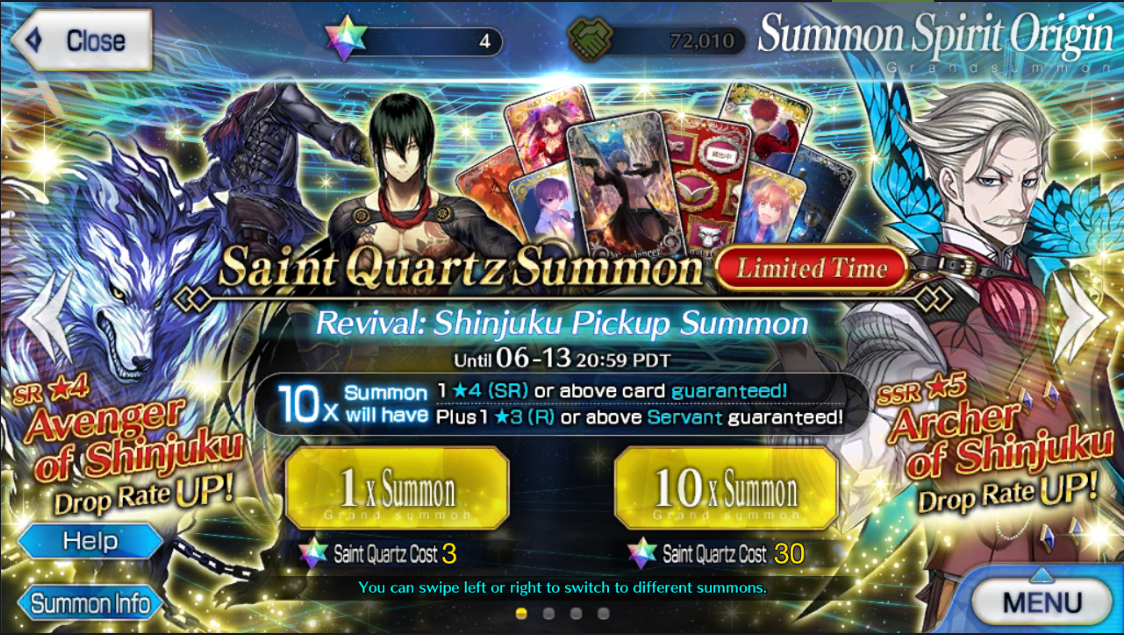 Close
4
72,010
Summon Spirit Origin
Grandsummon
Saint Quartz Summon
Limited Time
Revival: Shinjuku Pickup Summon
Until 06-13 20:59 PDT
10x Summon will have
1 ★4 (SR) or above card guaranteed!
Plus 1 ★3 (R) or above Servant guaranteed!
SR ★4
Avenger
of Shinjuku
Drop Rate UP!
SSR ★5
Archer
of Shinjuku
Drop Rate UP!
1 x Summon
Grand summon
10 x Summon
Grand summon
Saint Quartz Cost 3
Saint Quartz Cost 30
Help
You can swipe left or right to switch to different summons.
Summon Info
MENU